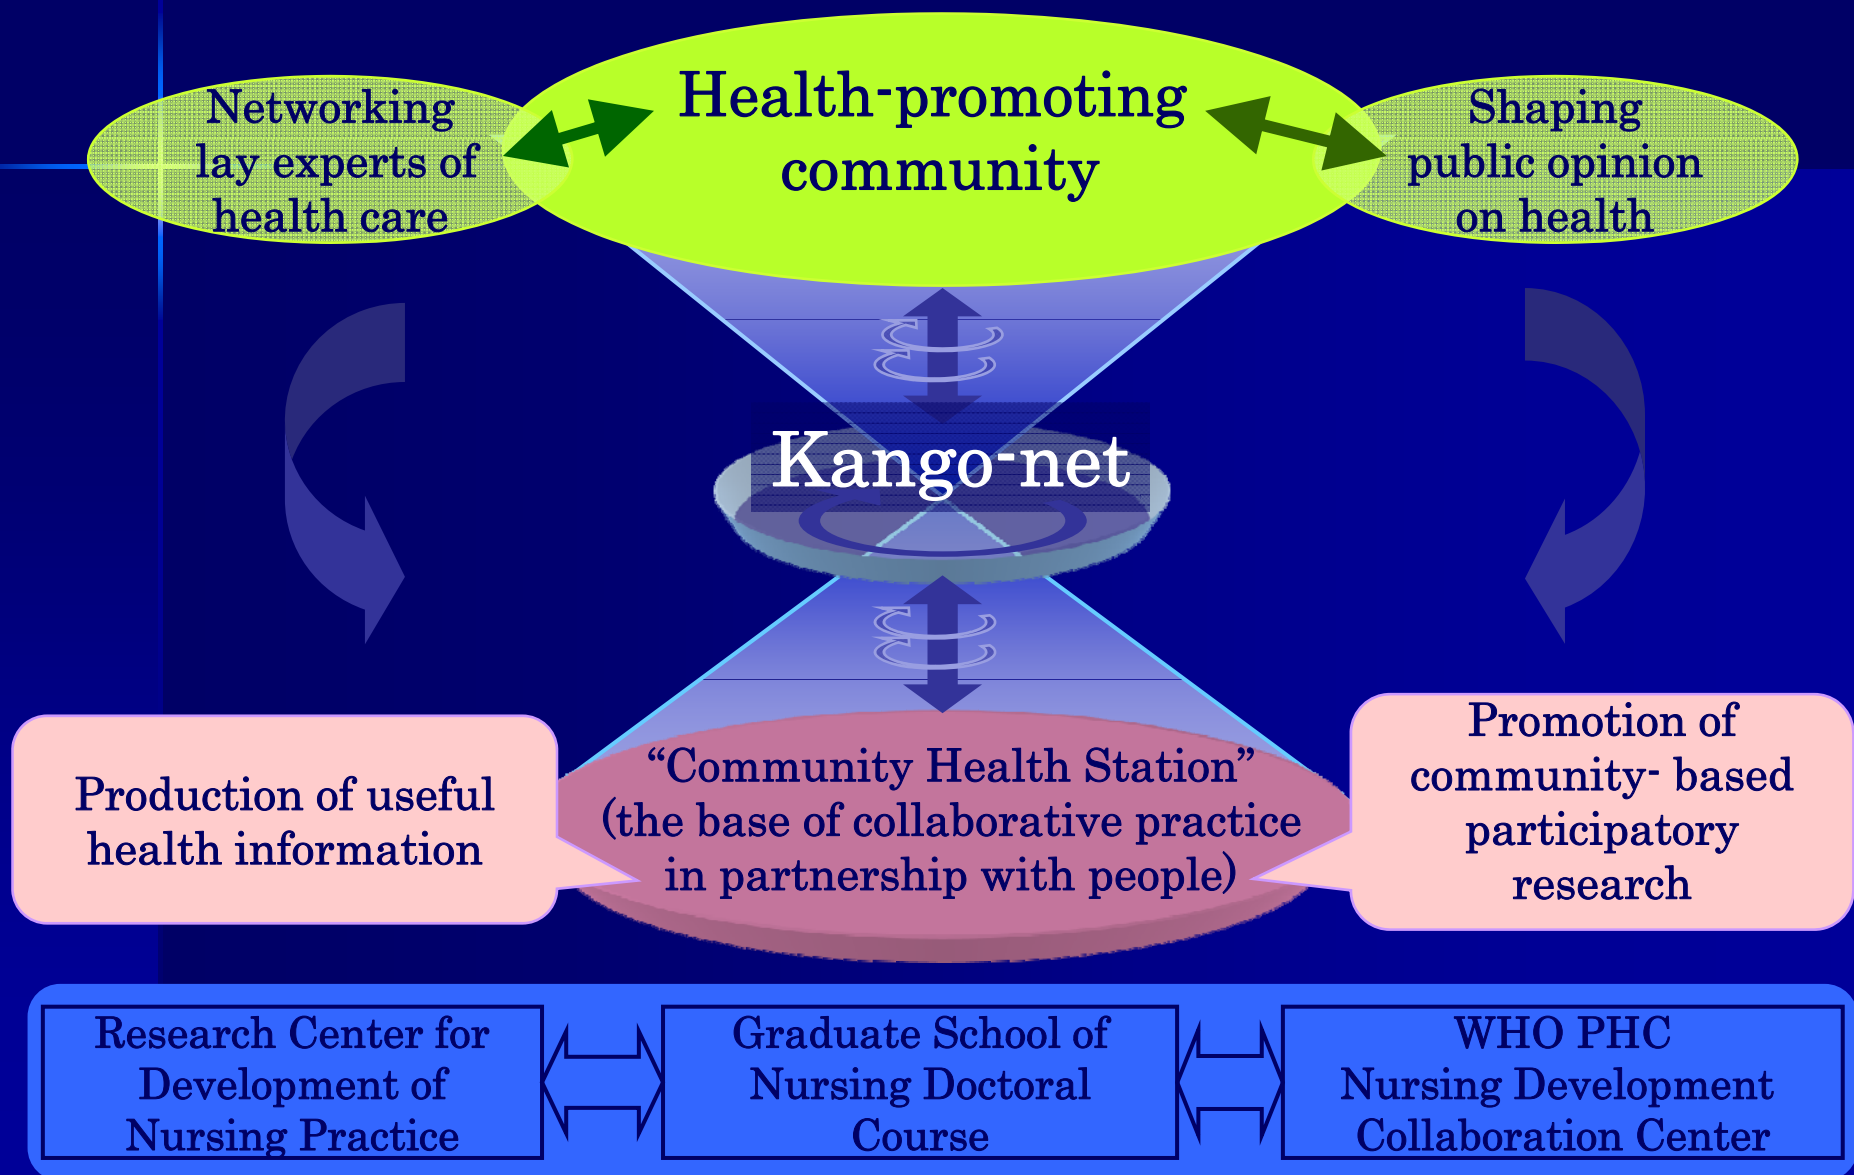 Health-promoting
community
Networking
lay experts of
health care
Shaping
public opinion
on health
Kango-net
Production of useful
health information
“Community Health Station”
(the base of collaborative practice
in partnership with people)
Promotion of
community- based
participatory
research
Research Center for
Development of
Nursing Practice
Graduate School of
Nursing Doctoral
Course
WHO PHC
Nursing Development
Collaboration Center